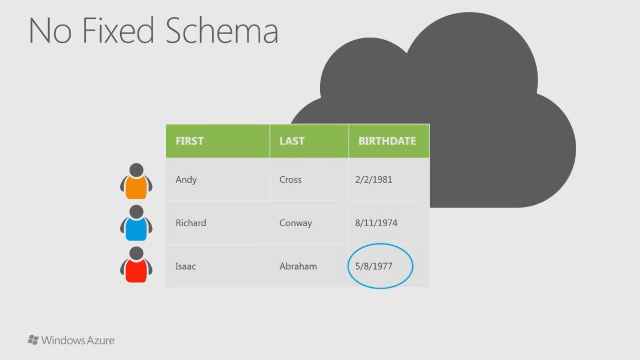 No Fixed Schema
FIRST LAST BIRTHDATE
Andy Cross 2/2/1981
Richard Conway 8/11/1974
Isaac Abraham 5/8/1977
Windows Azure